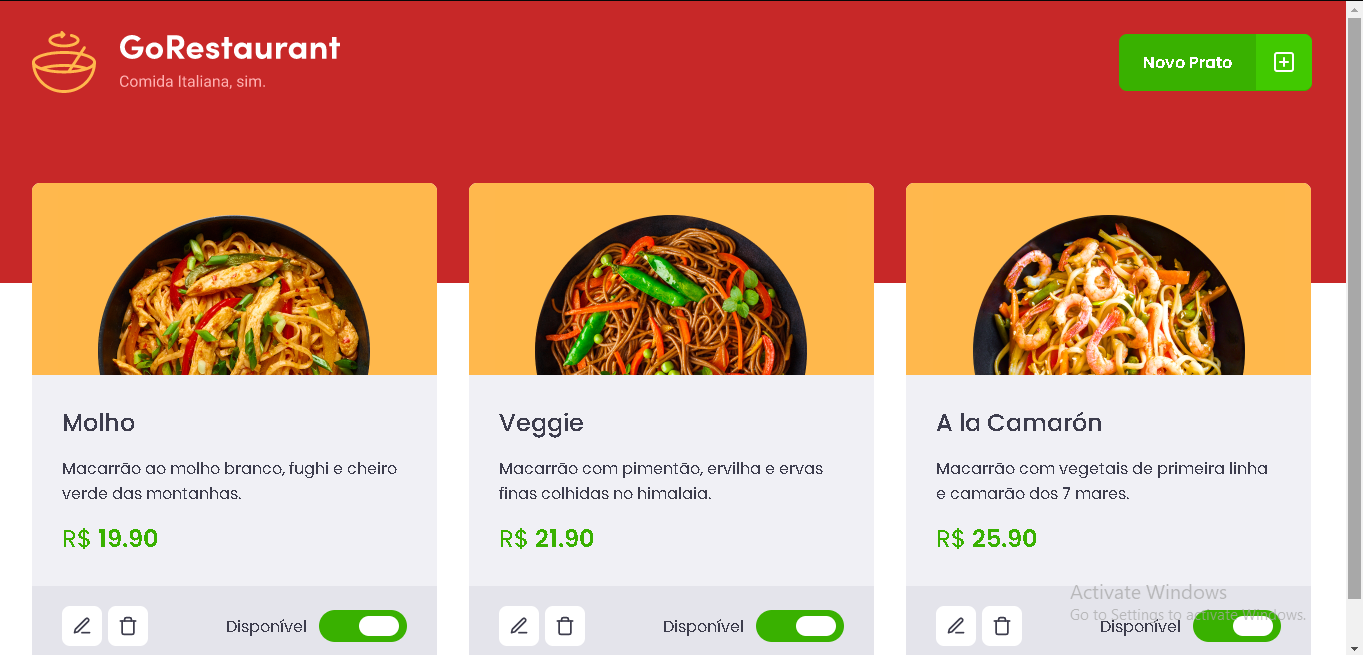 GoRestaurant
Comida Italiana, sim.
Novo Prato
Molho
Macarrão ao molho branco, fughi e cheiro
verde das montanhas.
R$ 19.90
Disponível
Veggie
Macarrão com pimentão, ervilha e ervas
finas colhidas no himalaia.
R$ 21.90
Disponível
A la Camarón
Macarrão com vegetais de primeira linha
e camarão dos 7 mares.
R$ 25.90
Disponível
Activate Windows
Go to Settings to activate Windows.